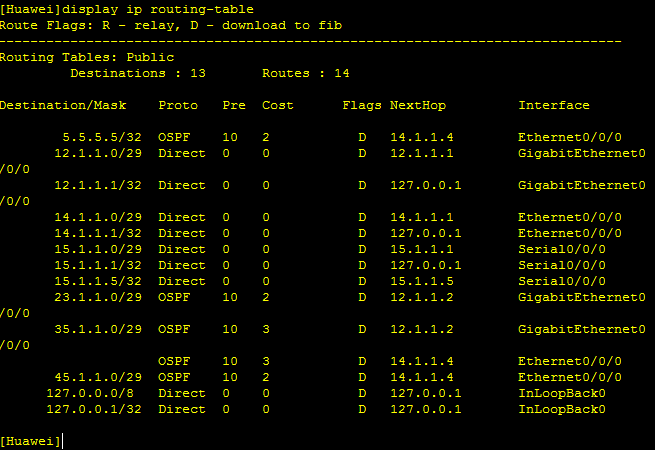 [Huawei]display ip routing-table
Route Flags: R - relay, D - download to fib
------------------------------------------------------------------------------
Routing Tables: Public
         Destinations : 13       Routes : 14

Destination/Mask    Proto   Pre  Cost      Flags NextHop         Interface

        5.5.5.5/32  OSPF    10   2           D   14.1.1.4        Ethernet0/0/0
       12.1.1.0/29  Direct  0    0           D   12.1.1.1        GigabitEthernet0
/0/0
       12.1.1.1/32  Direct  0    0           D   127.0.0.1       GigabitEthernet0
/0/0
       14.1.1.0/29  Direct  0    0           D   14.1.1.1        Ethernet0/0/0
       14.1.1.1/32  Direct  0    0           D   127.0.0.1       Ethernet0/0/0
       15.1.1.0/29  Direct  0    0           D   15.1.1.1        Serial0/0/0
       15.1.1.1/32  Direct  0    0           D   127.0.0.1       Serial0/0/0
       15.1.1.5/32  Direct  0    0           D   15.1.1.5        Serial0/0/0
       23.1.1.0/29  OSPF    10   2           D   12.1.1.2        GigabitEthernet0
/0/0
       35.1.1.0/29  OSPF    10   3           D   12.1.1.2        GigabitEthernet0
/0/0
                    OSPF    10   3           D   14.1.1.4        Ethernet0/0/0
       45.1.1.0/29  OSPF    10   2           D   14.1.1.4        Ethernet0/0/0
      127.0.0.0/8   Direct  0    0           D   127.0.0.1       InLoopBack0
      127.0.0.1/32  Direct  0    0           D   127.0.0.1       InLoopBack0

[Huawei]